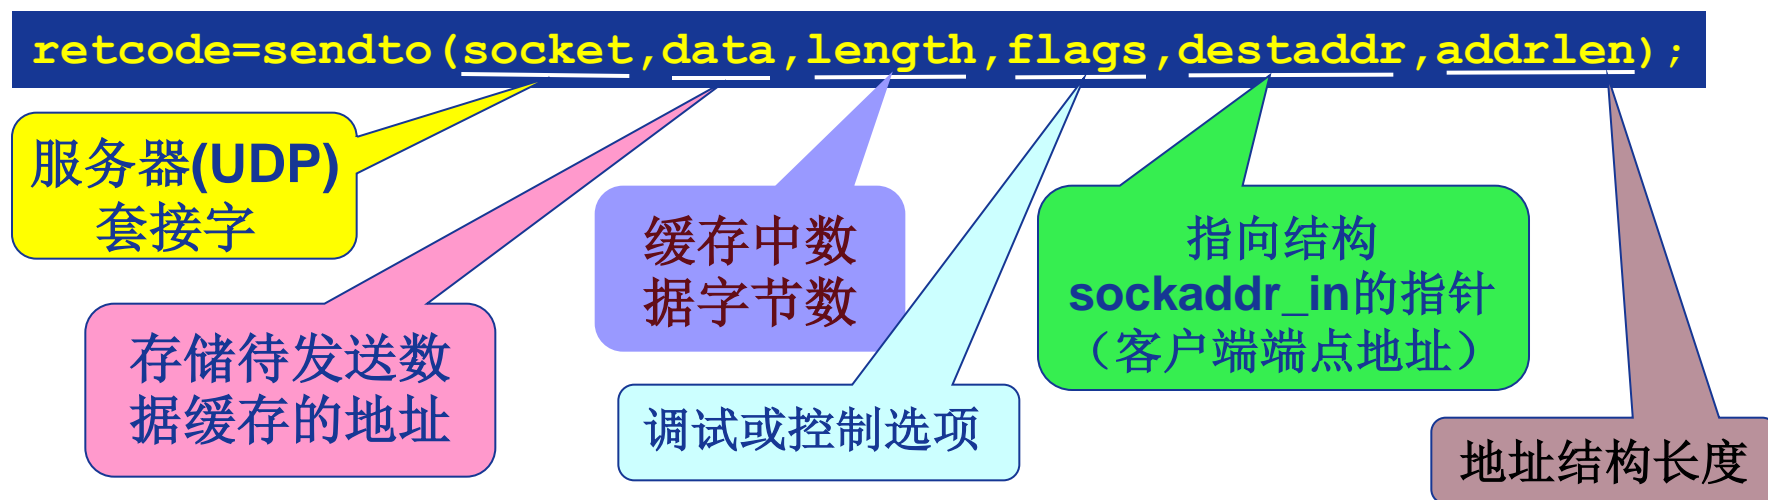 retcode=sendto(socket,data,length,flags,destaddr,addrlen);
服务器(UDP)
套接字
存储待发送数
据缓存的地址
缓存中数
据字节数
调试或控制选项
指向结构
sockaddr_in的指针
（客户端端点地址）
地址结构长度